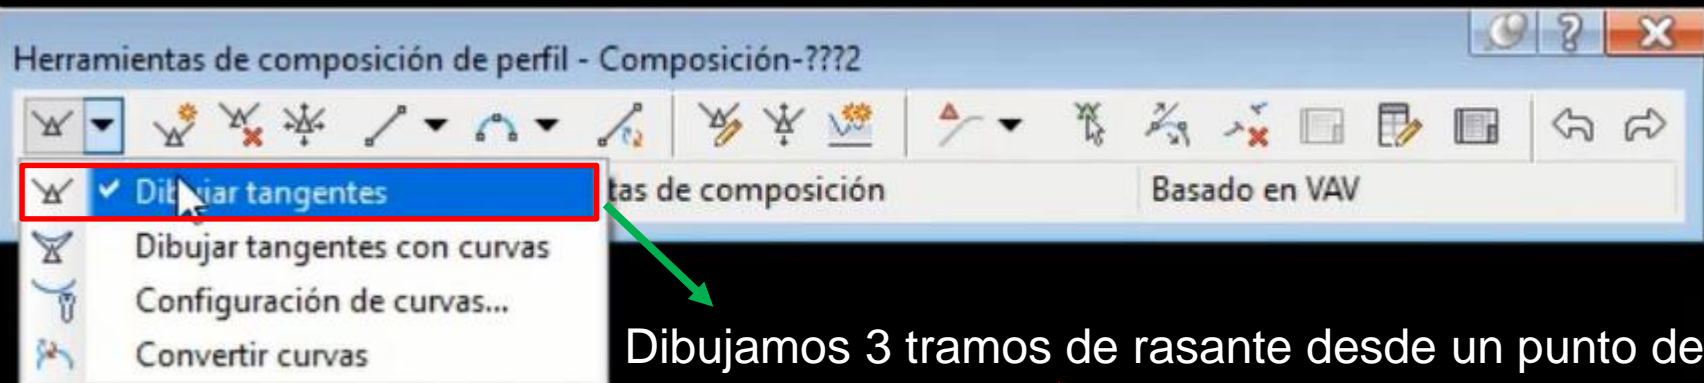 Herramientas de composición de perfil - Composición-????2
Dibujar tangentes
tas de composición
Basado en VAV
Dibujar tangentes con curvas
Configuración de curvas...
Convertir curvas
Dibujamos 3 tramos de rasante desde un punto de